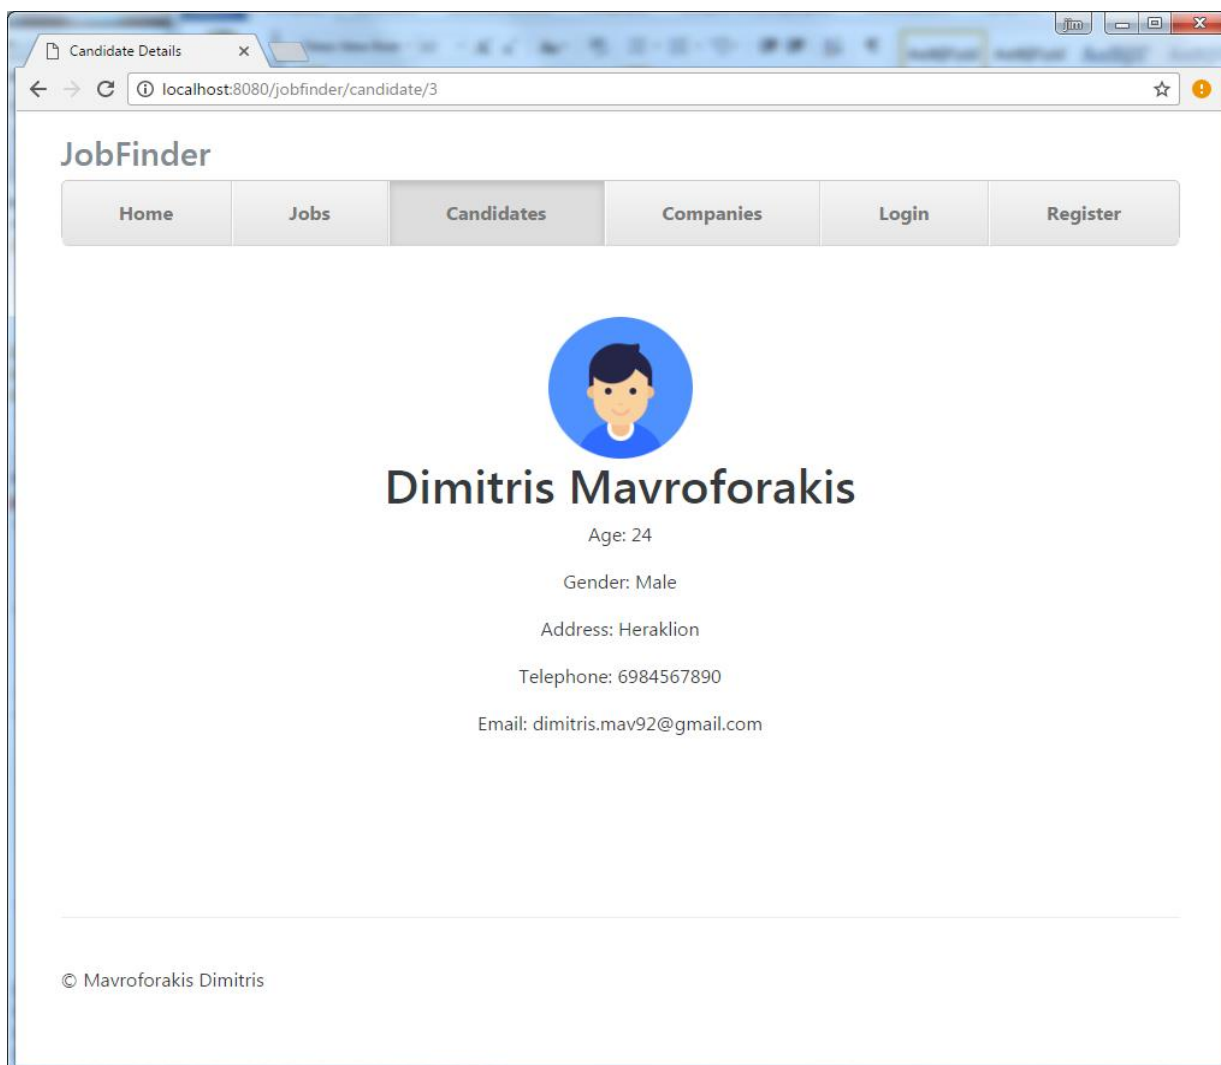 jim
Candidate Details
localhost:8080/jobfinder/candidate/3
JobFinder
Home Jobs Candidates Companies Login Register
Dimitris Mavroforakis
Age: 24
Gender: Male
Address: Heraklion
Telephone: 6984567890
Email: dimitris.mav92@gmail.com
© Mavroforakis Dimitris